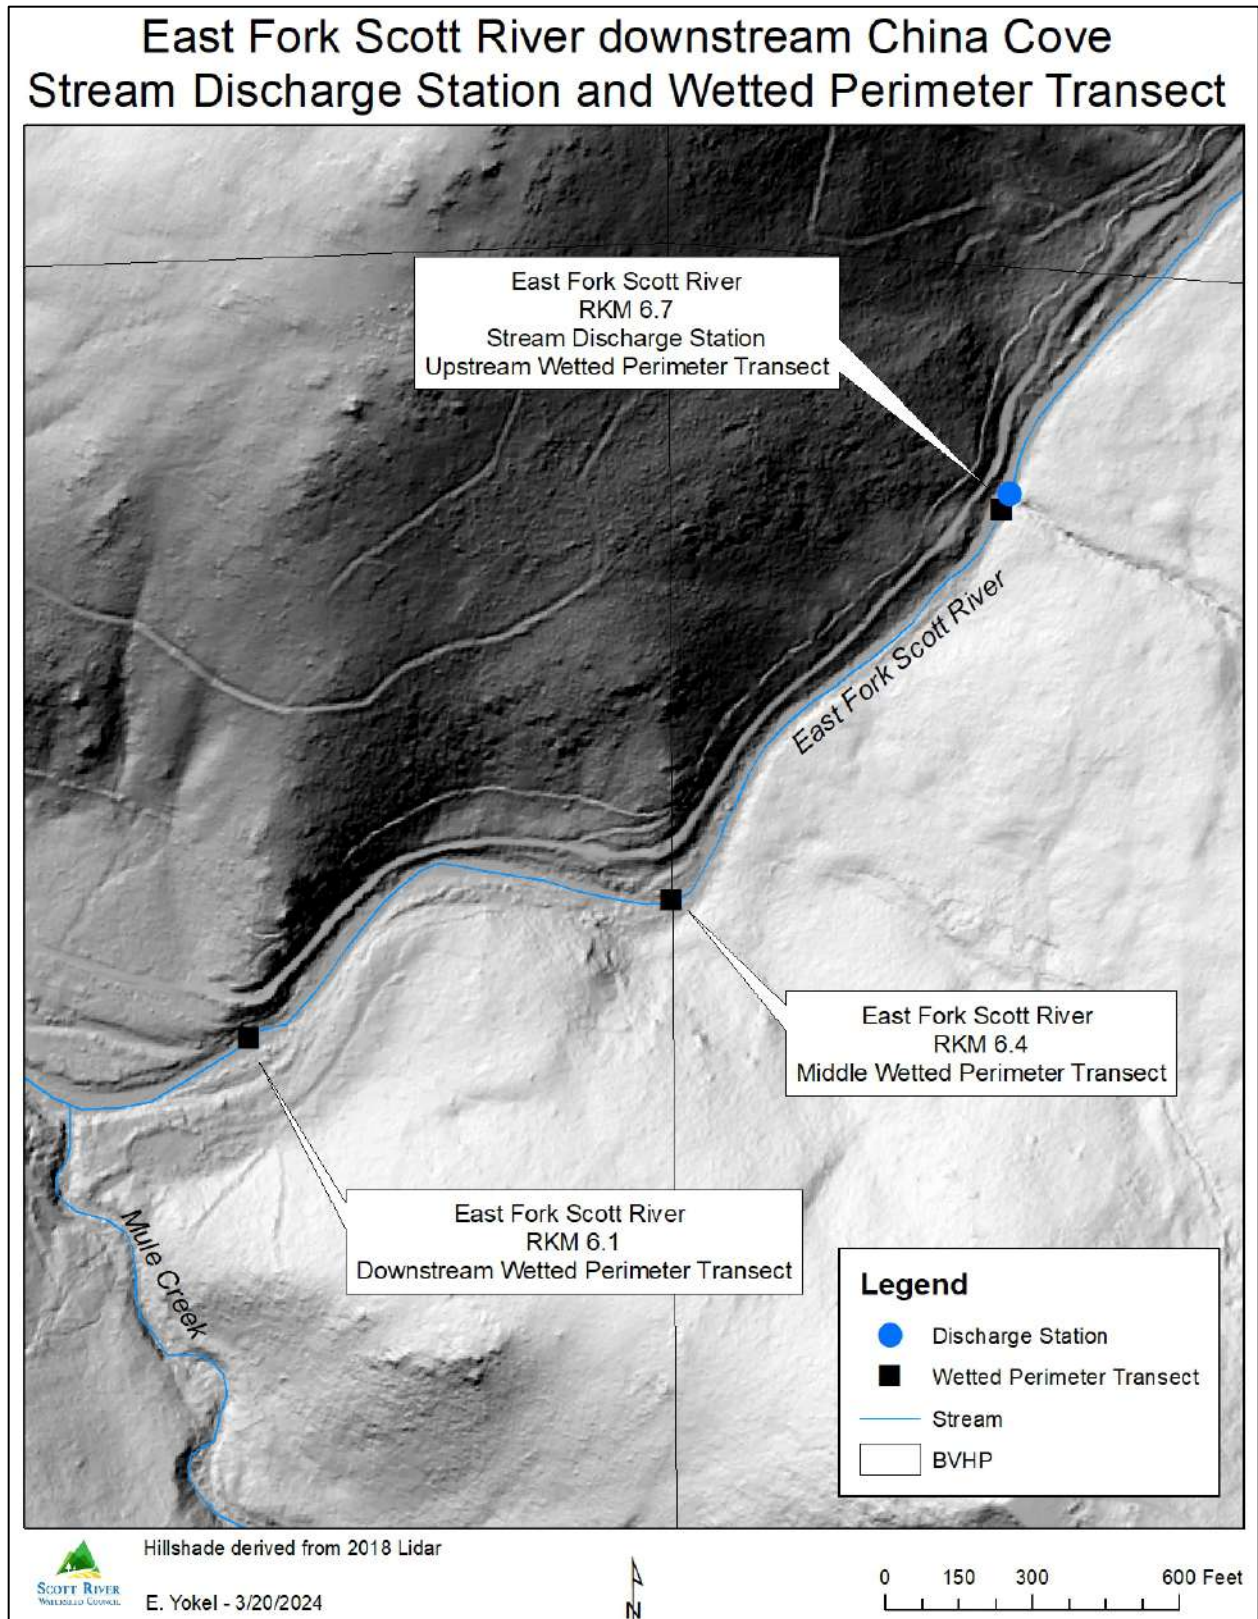 East Fork Scott River downstream China Cove
Stream Discharge Station and Wetted Perimeter Transect
East Fork Scott River
RKM 6.7
Stream Discharge Station
Upstream Wetted Perimeter Transect
East Fork Scott River
East Fork Scott River
RKM 6.4
Middle Wetted Perimeter Transect
East Fork Scott River
RKM 6.1
Downstream Wetted Perimeter Transect
Mule Creek
Legend
Discharge Station
Wetted Perimeter Transect
Stream
BVHP
SCOTT RIVER
WATERSHED COUNCIL
Hillshade derived from 2018 Lidar
E. Yokel - 3/20/2024
N
0 150 300 600 Feet